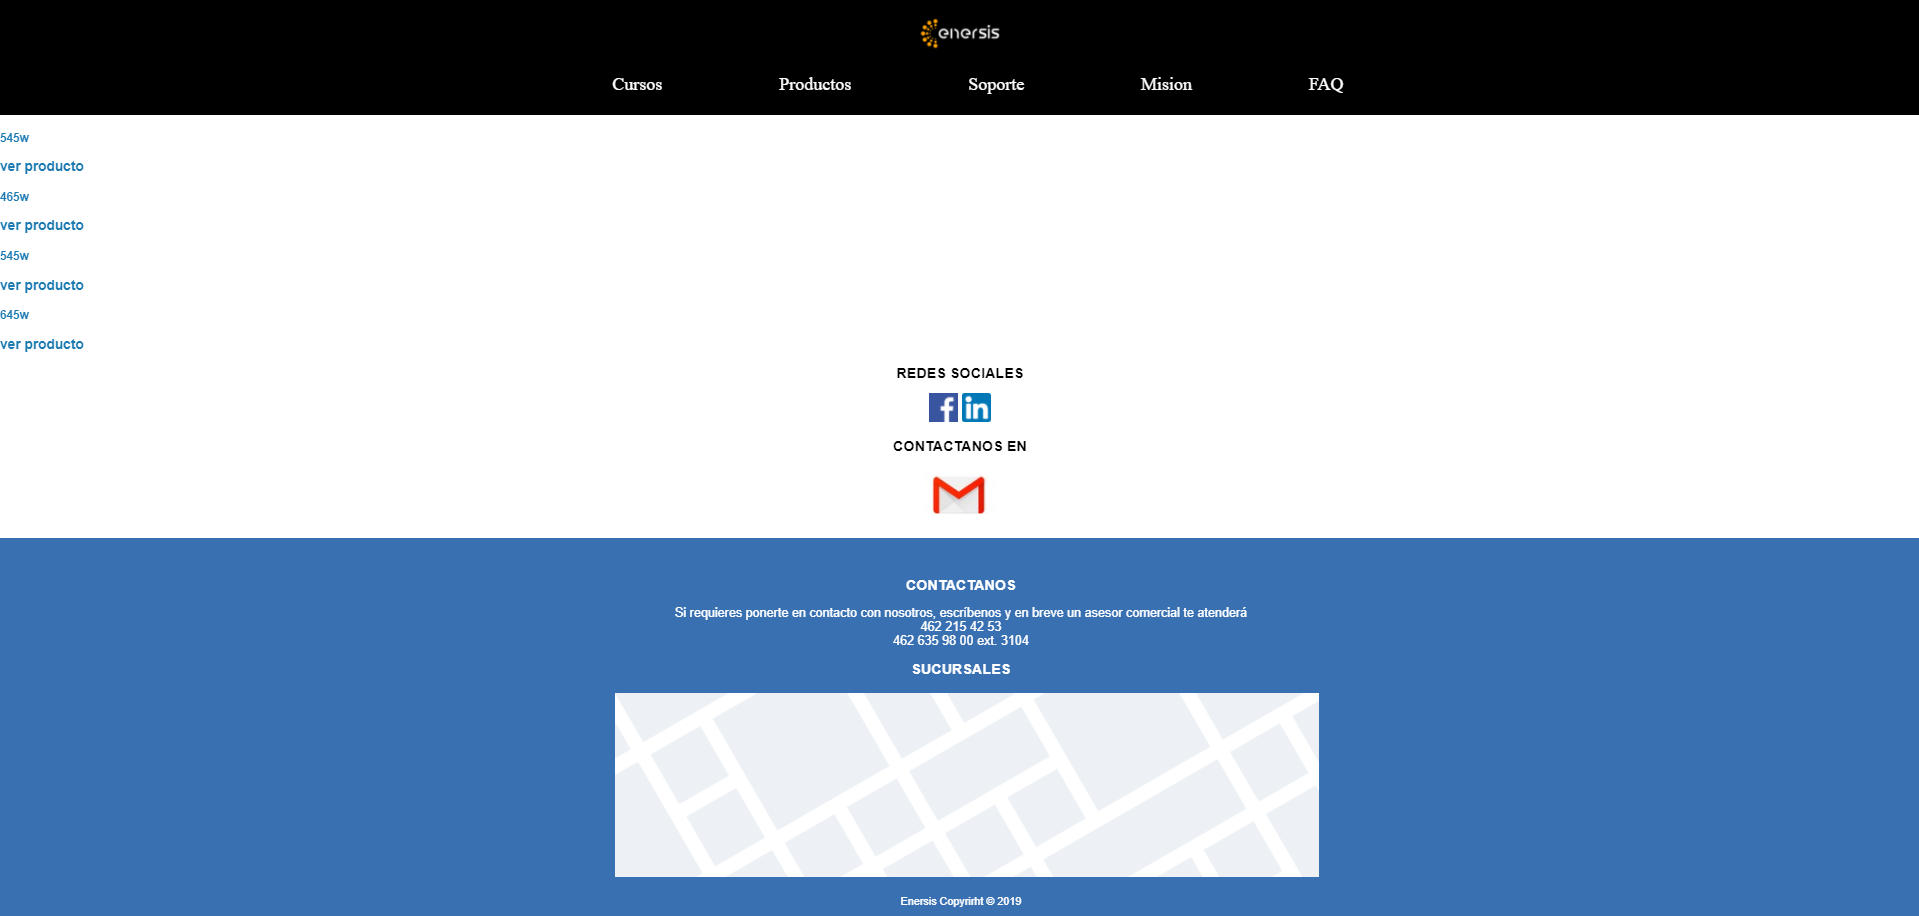 enersis
Cursos Productos Soporte Mision FAQ
545w
ver producto
465w
ver producto
545w
ver producto
645w
ver producto
REDES SOCIALES
f in
CONTACTANOS EN
CONTACTANOS
Si requieres ponerte en contacto con nosotros, escríbenos y en breve un asesor comercial te atenderá
462 215 42 53
462 635 98 00 ext. 3104
SUCURSALES
Enersis Copyrirht © 2019